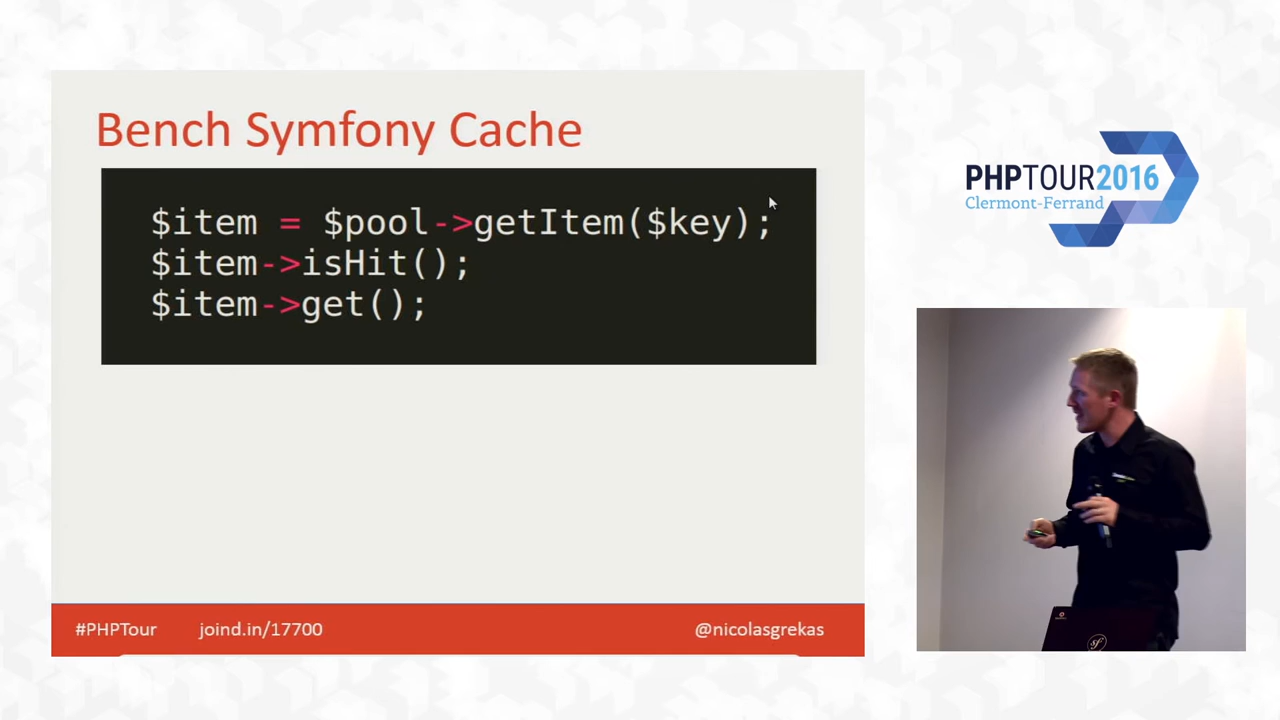 Bench Symfony Cache
$item = $pool->getItem($key);
$item->isHit();
$item->get();
#PHPTour joind.in/17700 @nicolasgrekas
PHPTOUR2016
Clermont-Ferrand
sf